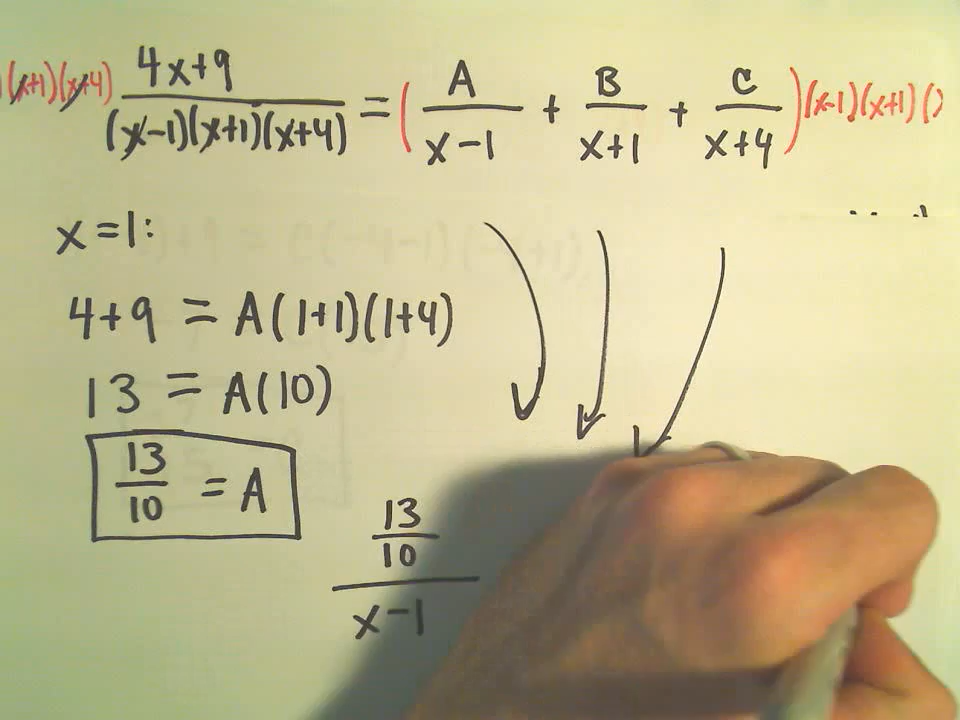 (x+1)(x+4) 4x+9/((x-1)(x+1)(x+4)) = (A/(x-1) + B/(x+1) + C/(x+4))(x-1)(x+1)(
x=1:
4+9 = A(1+1)(1+4)
13 = A(10)
13/10 = A
13/10
x-1